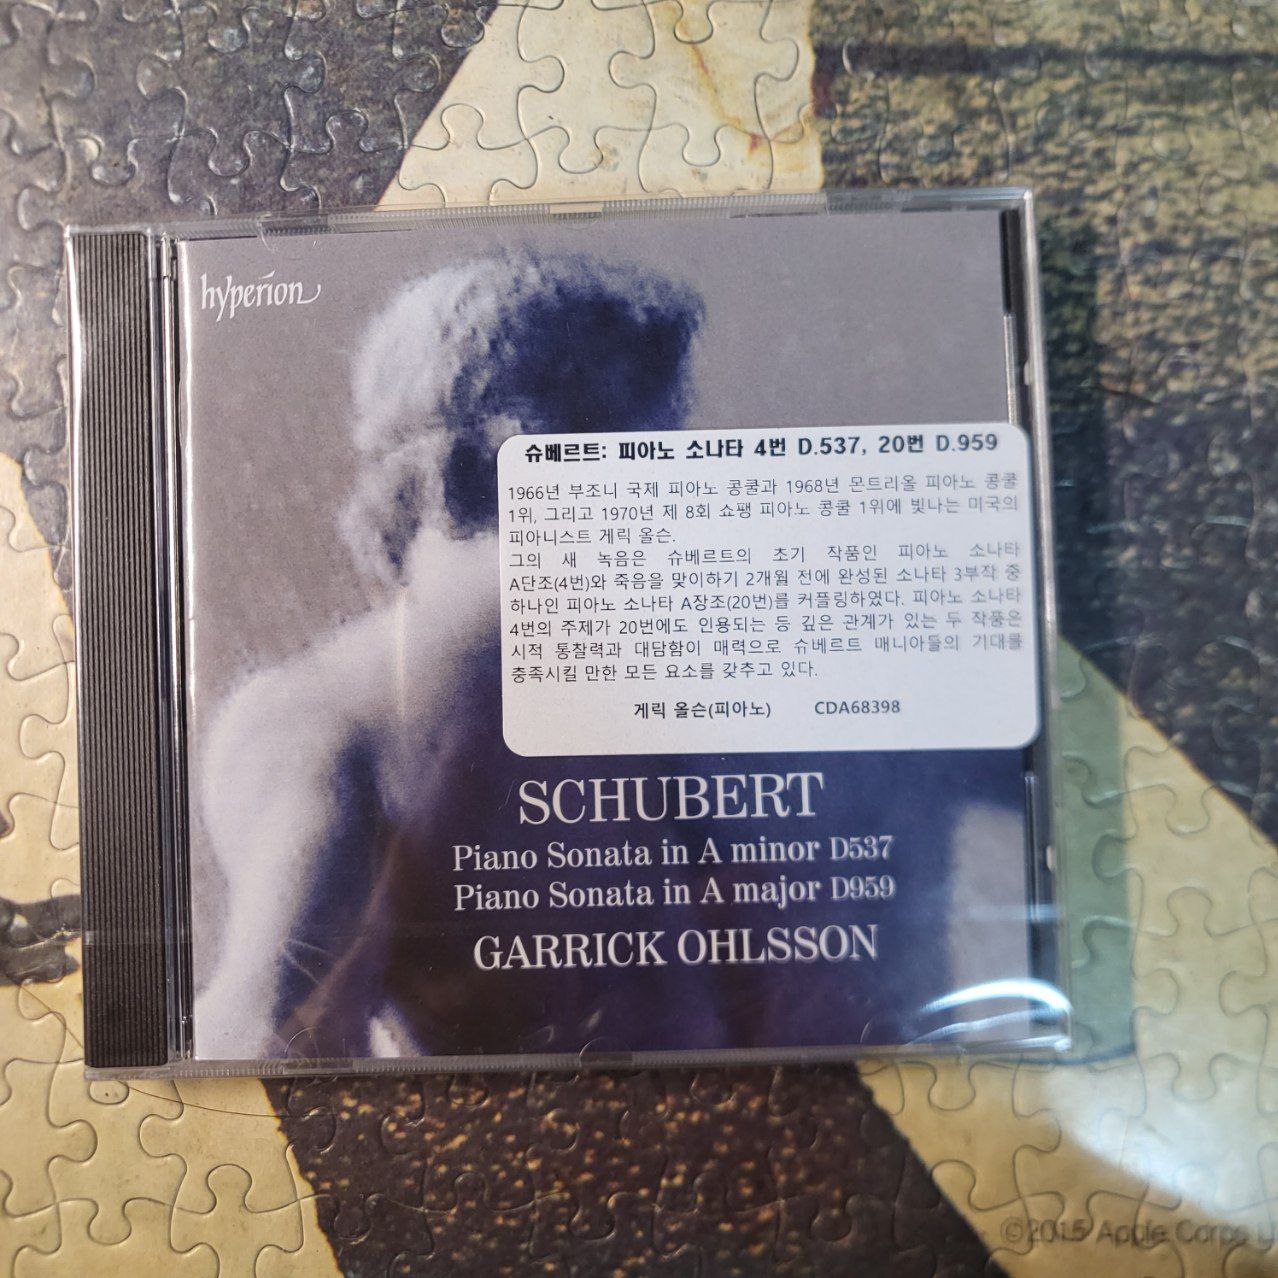 hyperion
슈베르트: 피아노 소나타 4번 D.537, 20번 D.959
1966년 부조니 국제 피아노 콩쿨과 1968년 몬트리올 피아노 콩쿨
1위, 그리고 1970년 제 8회 쇼팽 피아노 콩쿨 1위에 빛나는 미국의
피아니스트 게릭 올슨.
그의 새 녹음은 슈베르트의 초기 작품인 피아노 소나타
A단조(4번)와 죽음을 맞이하기 2개월 전에 완성된 소나타 3부작 중
하나인 피아노 소나타 A장조(20번)를 커플링하였다. 피아노 소나타
4번의 주제가 20번에도 인용되는 등 깊은 관계가 있는 두 작품은
시적 통찰력과 대담함이 매력으로 슈베르트 매니아들의 기대를
충족시킬 만한 모든 요소를 갖추고 있다.
게릭 올슨(피아노) CDA68398
SCHUBERT
Piano Sonata in A minor D537
Piano Sonata in A major D959
GARRICK OHLSSON
©2015 Apple Corps